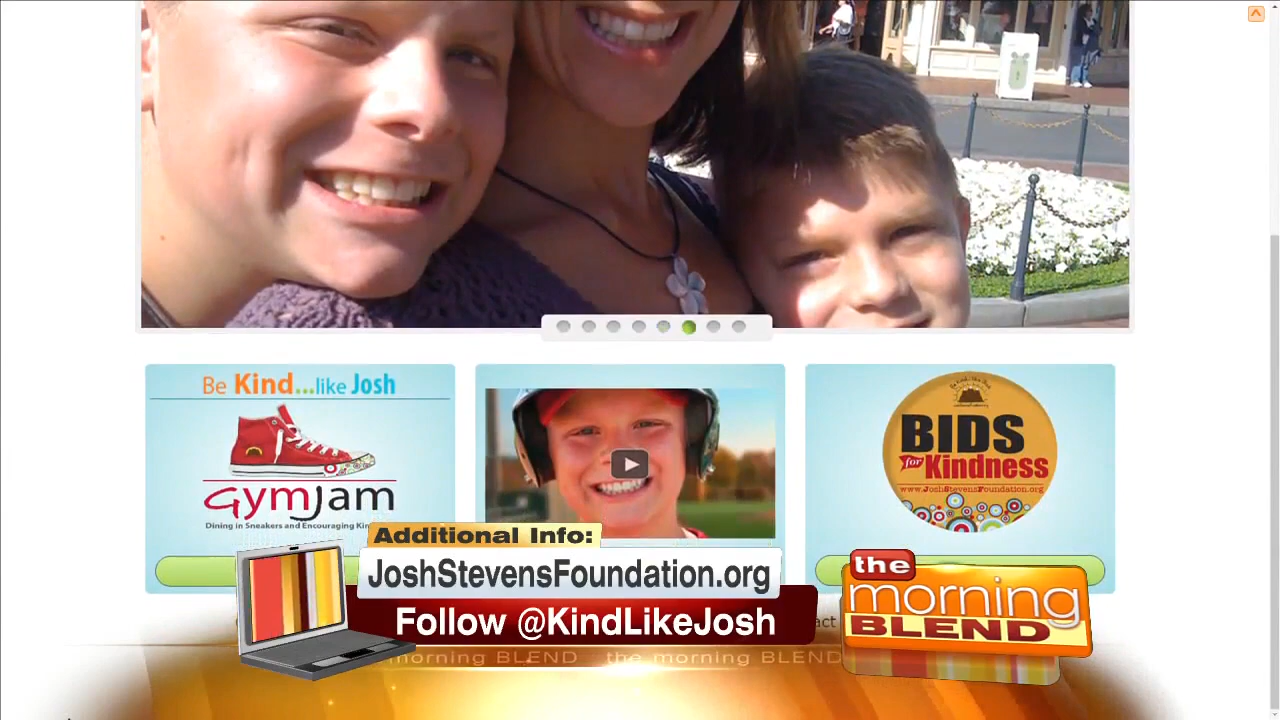 Be Kind...like Josh
GymJam
Dining in Sneakers and Encouraging Kin
BIDS
for Kindness
www.JoshStevensFoundation.org
Additional Info:
JoshStevensFoundation.org
Follow @KindLikeJosh
the
morning
BLEND
act
morning BLEND the morning BLEND